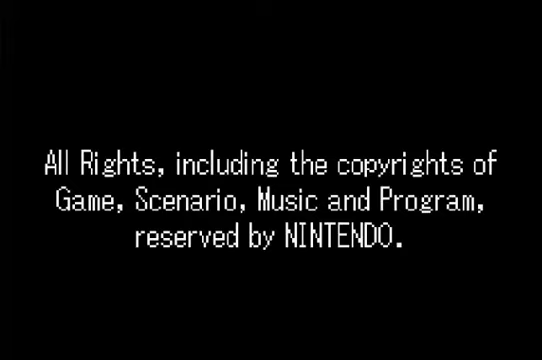 All Rights, including the copyrights of
Game, Scenario, Music and Program,
reserved by NINTENDO.